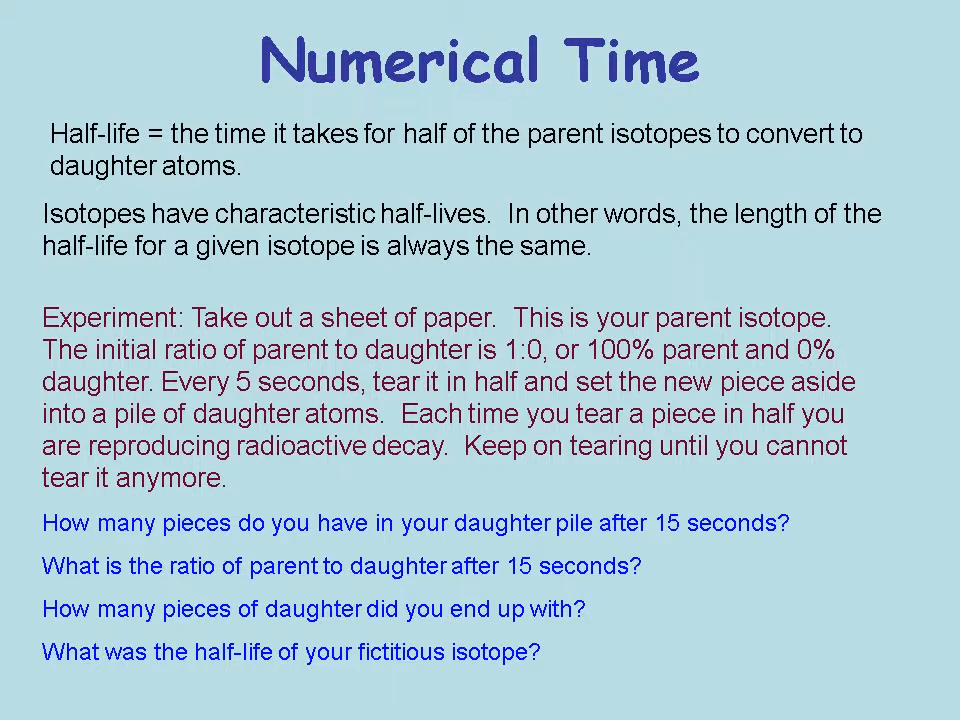 Numerical Time
Half-life = the time it takes for half of the parent isotopes to convert to
daughter atoms.
Isotopes have characteristic half-lives.  In other words, the length of the
half-life for a given isotope is always the same.
Experiment: Take out a sheet of paper.  This is your parent isotope.
The initial ratio of parent to daughter is 1:0, or 100% parent and 0%
daughter. Every 5 seconds, tear it in half and set the new piece aside
into a pile of daughter atoms.  Each time you tear a piece in half you
are reproducing radioactive decay.  Keep on tearing until you cannot
tear it anymore.
How many pieces do you have in your daughter pile after 15 seconds?
What is the ratio of parent to daughter after 15 seconds?
How many pieces of daughter did you end up with?
What was the half-life of your fictitious isotope?